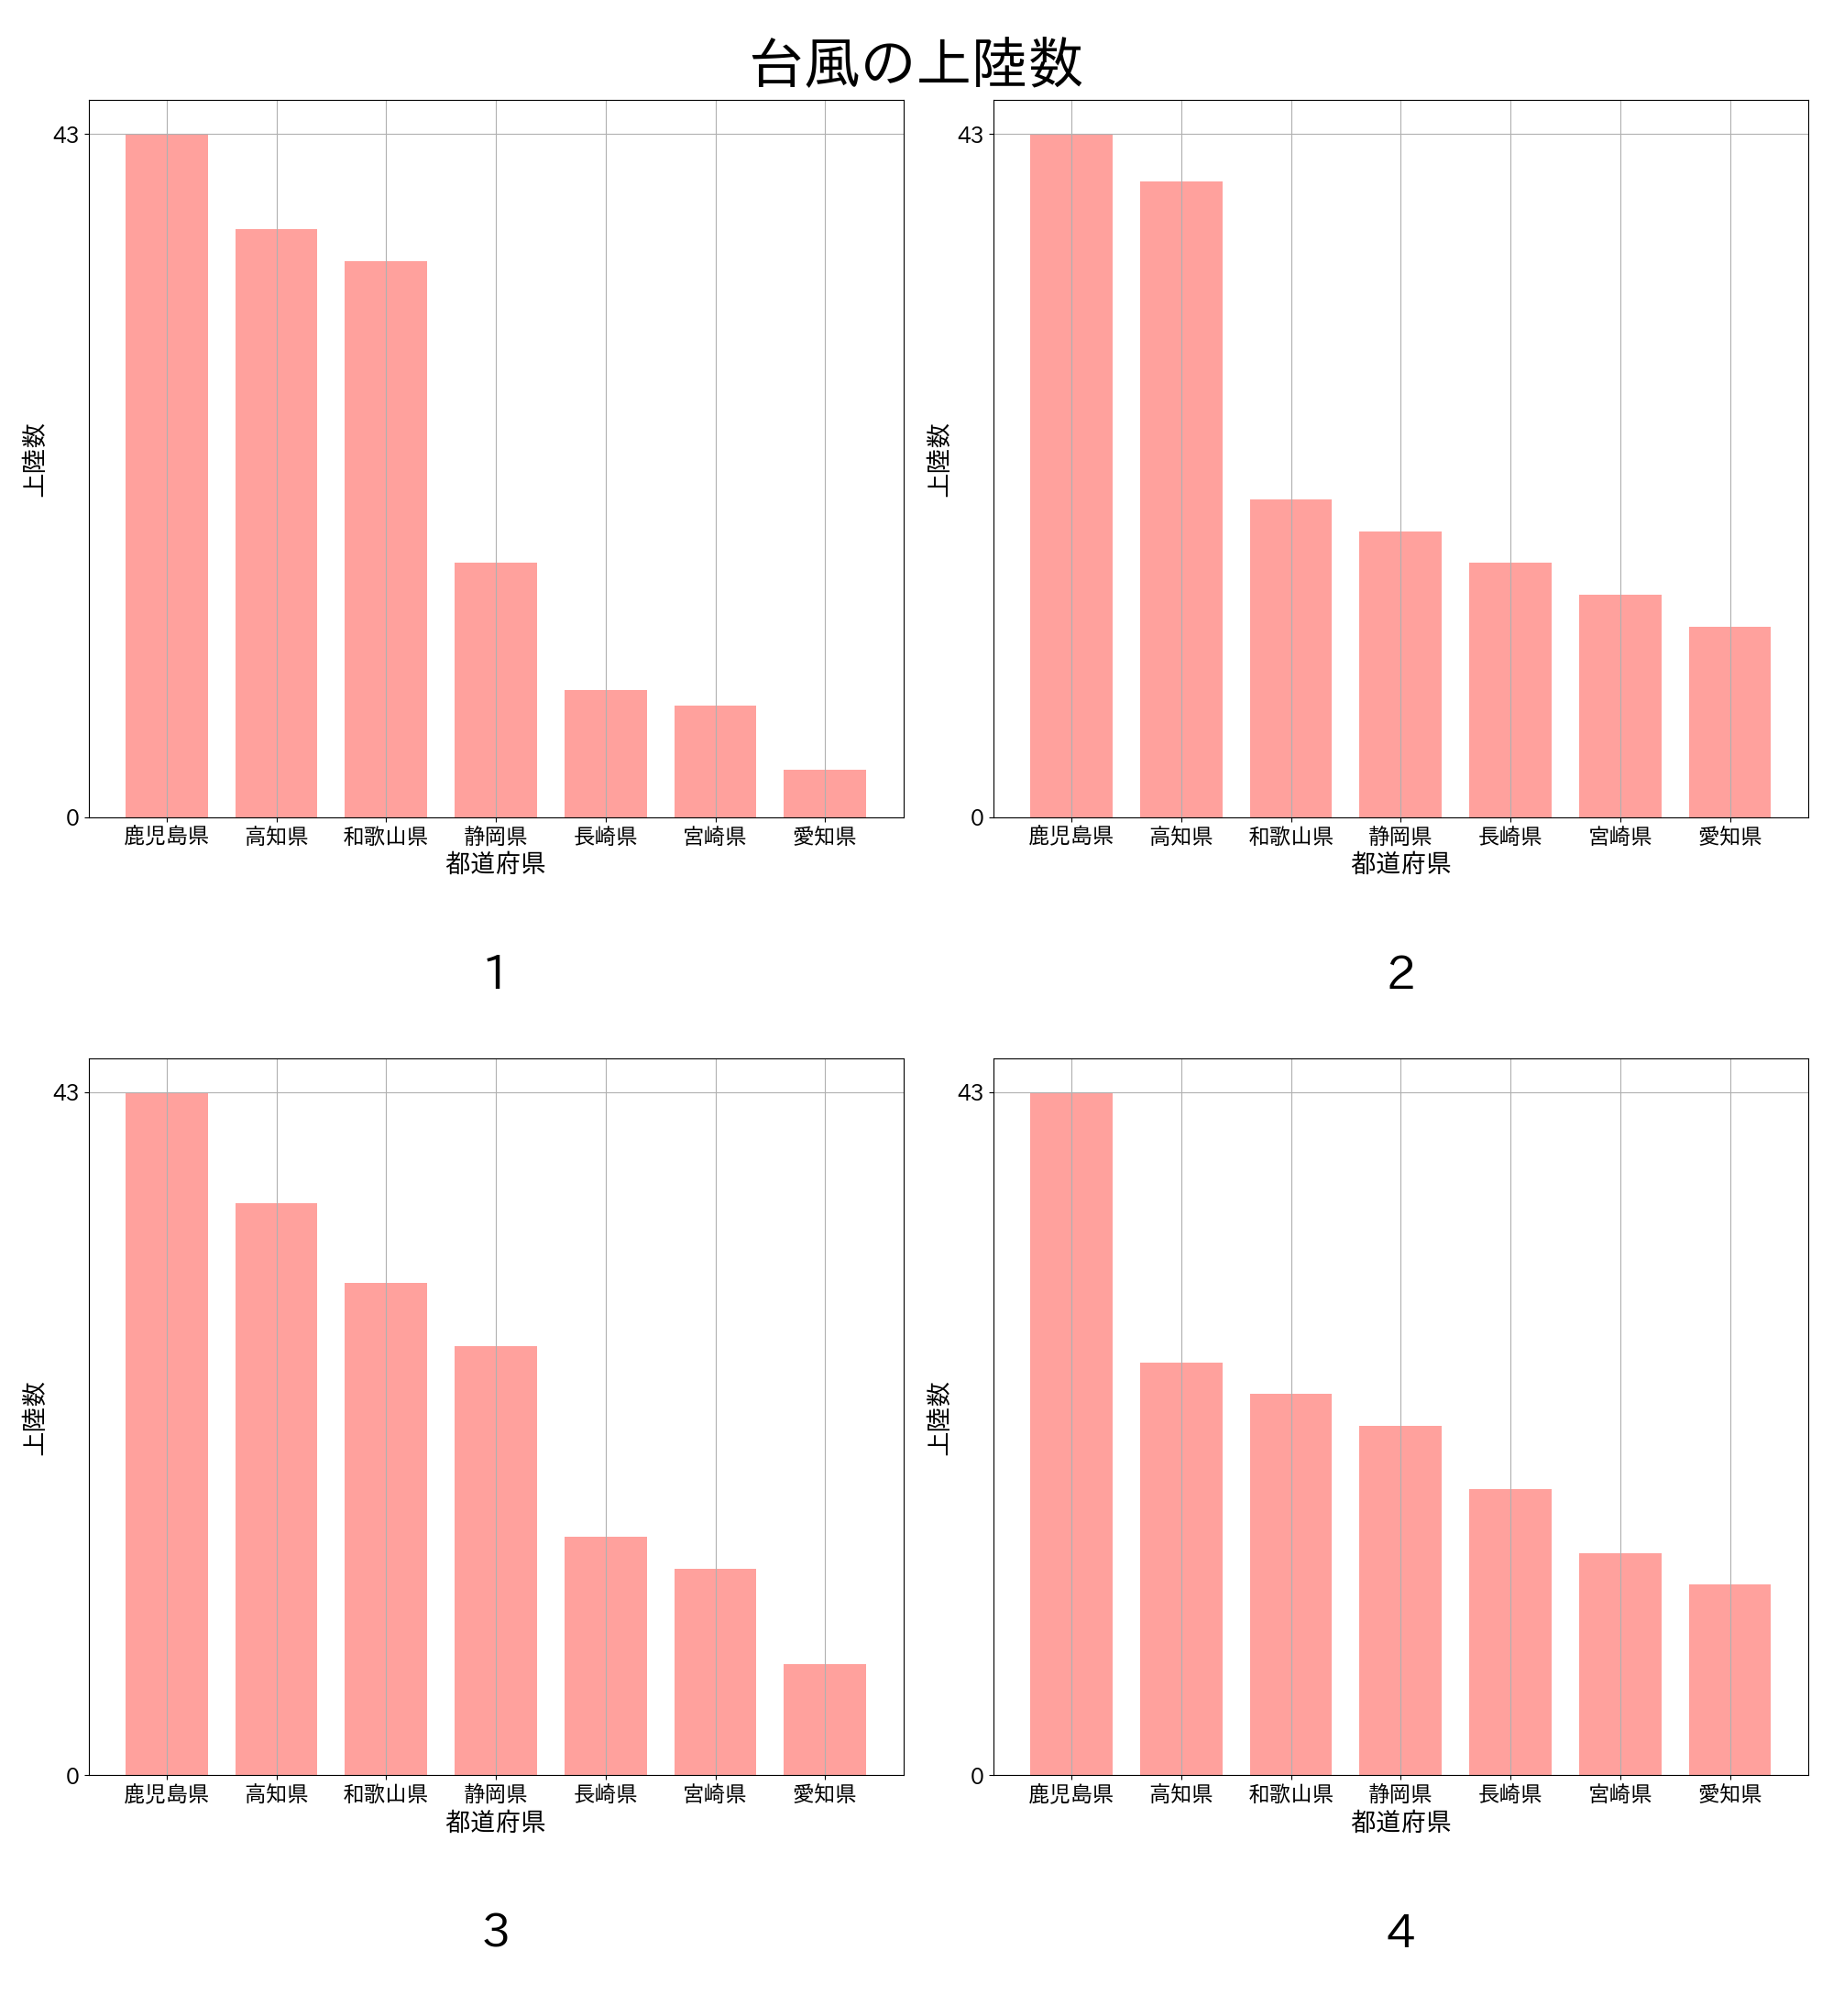 台風の上陸数
43
0
上陸数
鹿児島県 高知県 和歌山県 静岡県 長崎県 宮崎県 愛知県
都道府県
1
43
0
上陸数
鹿児島県 高知県 和歌山県 静岡県 長崎県 宮崎県 愛知県
都道府県
2
43
0
上陸数
鹿児島県 高知県 和歌山県 静岡県 長崎県 宮崎県 愛知県
都道府県
3
43
0
上陸数
鹿児島県 高知県 和歌山県 静岡県 長崎県 宮崎県 愛知県
都道府県
4